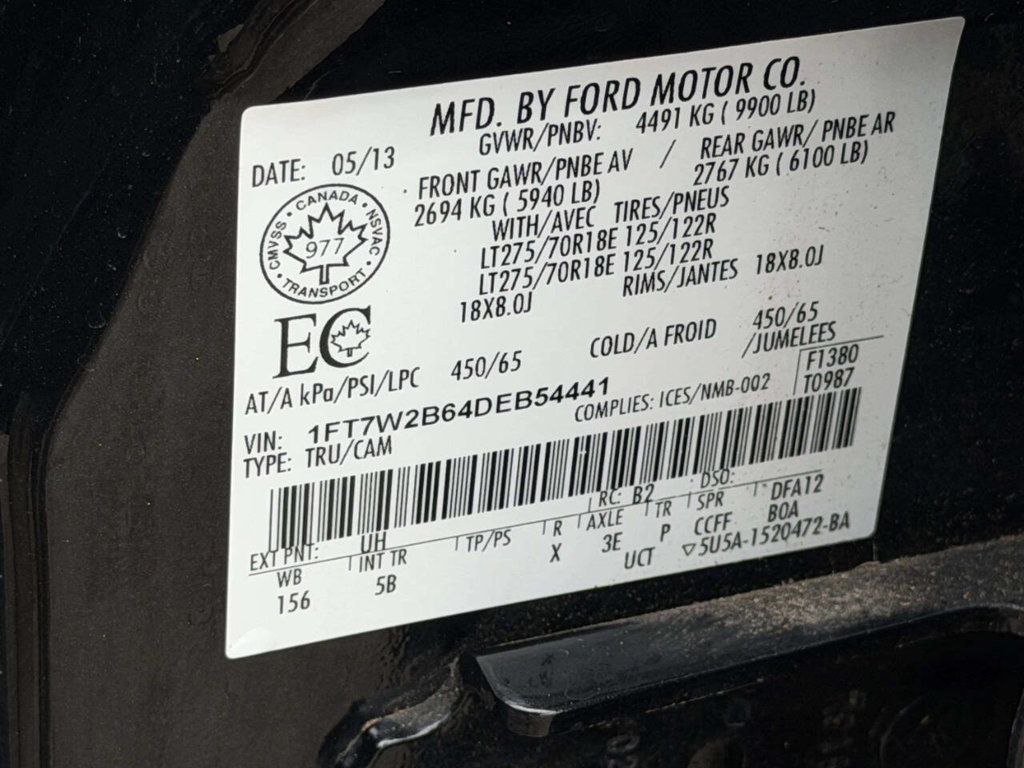 MFD. BY FORD MOTOR CO.
DATE: 05/13
GVWR/PNBV: 4491 KG ( 9900 LB)
FRONT GAWR/PNBE AV / REAR GAWR/ PNBE AR
2694 KG ( 5940 LB) 2767 KG ( 6100 LB)
WITH/AVEC TIRES/PNEUS
LT275/70R18E 125/122R
LT275/70R18E 125/122R
18X8.0J RIMS/JANTES 18X8.0J
CMVSS • CANADA • NSVAC • TRANSPORT •
977
EC
AT/A kPa/PSI/LPC 450/65 COLD/A FROID 450/65
/JUMELEES
VIN: 1FT7W2B64DEB54441
COMPLIES: ICES/NMB-002
F1380
T0987
TYPE: TRU/CAM
EXT PNT: UH RC: B2 DSO:
WB INT TR TP/PS R AXLE TR SPR DFA12
156 5B X 3E P CCFF BOA
UCT ▽5U5A-1520472-BA